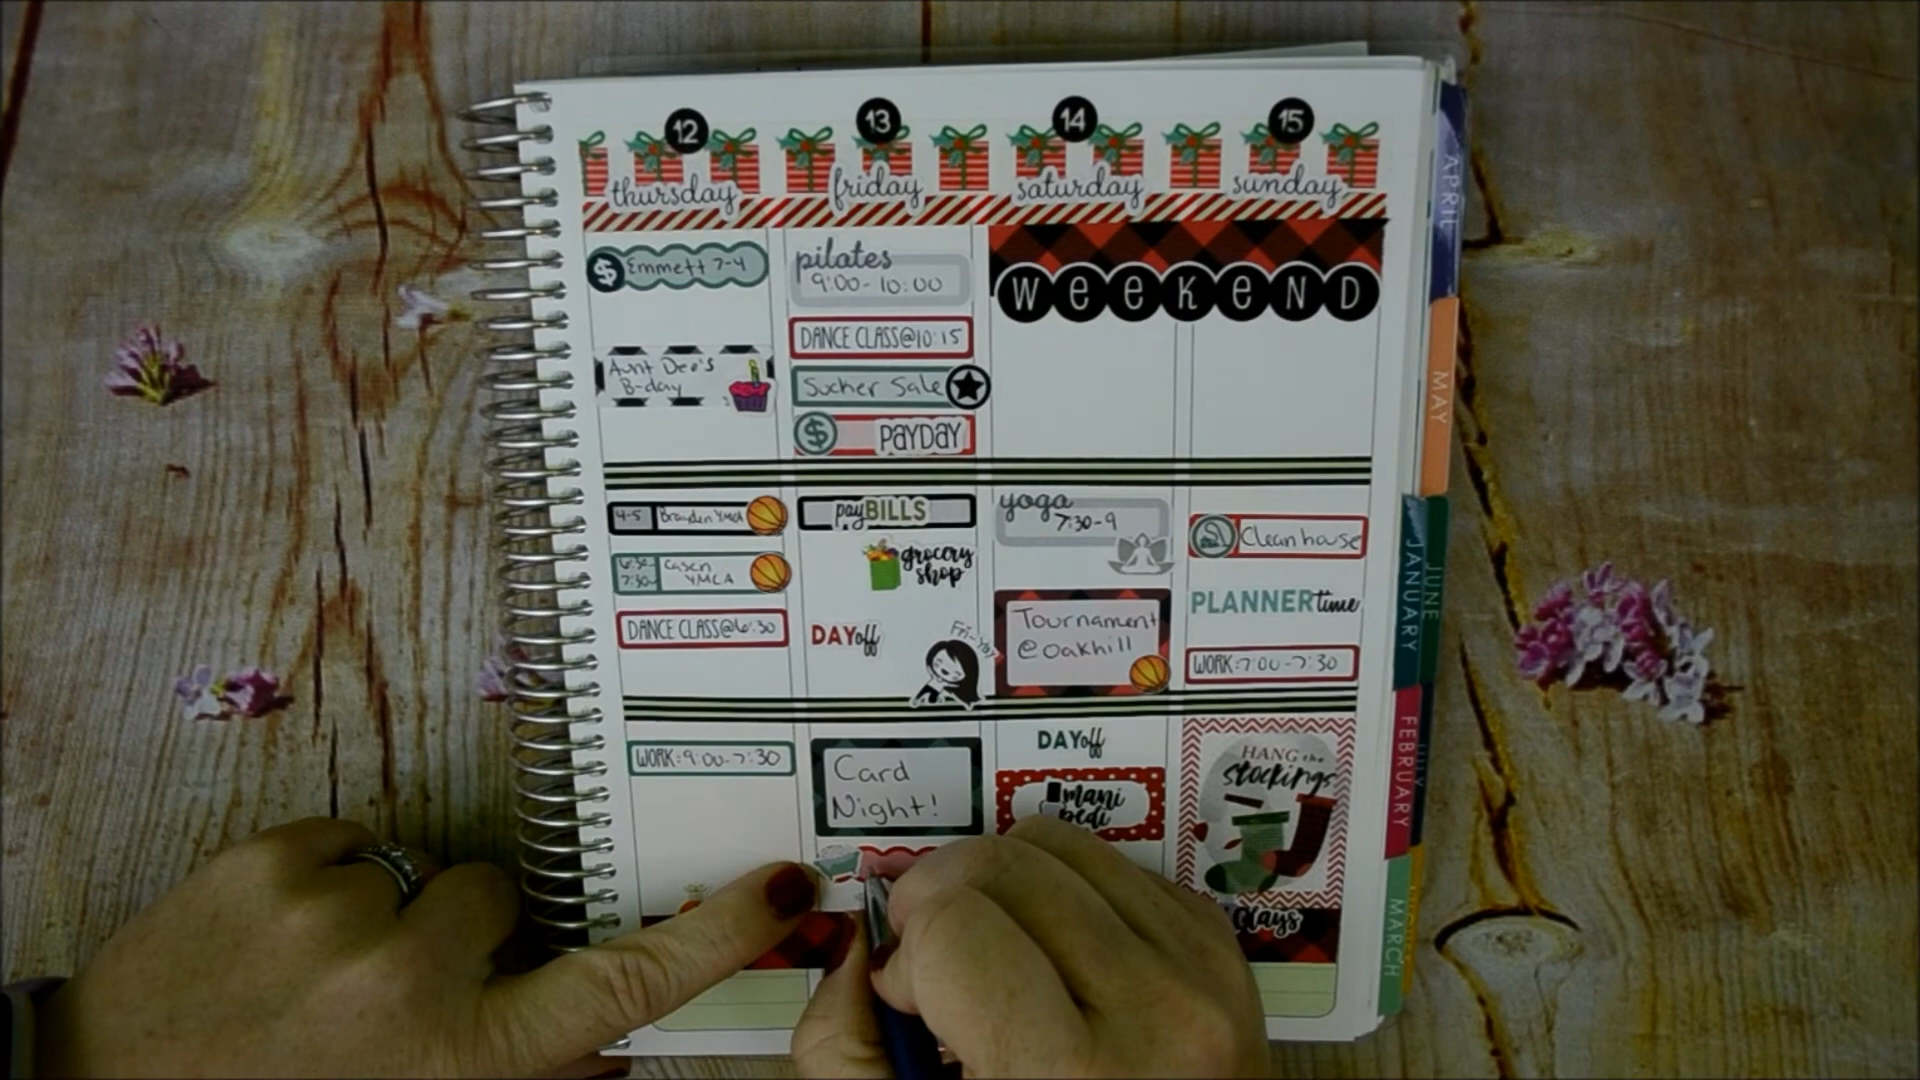 12
13
14
15
thursday
friday
saturday
sunday
$ Emmett 7-4
Aunt Dee's
B-day
4-5 Brayden YMCA
6:30-
7:30 Casen
YMCA
DANCE CLASS@6:30
WORK:9:00-7:30
pilates
9:00-10:00
DANCE CLASS@10:15
Sucher Sale
$ PAYDAY
payBILLS
grocery
shop
DAYoff
Fri-Yay
Card
Night!
WEEKEND
yoga
7:30-9
Tournament
@Oakhill
DAYoff
mani
pedi
Clean house
PLANNERtime
WORK:7:00-7:30
HANG the
stockings
APRIL
MAY
JUNE
JANUARY
FEBRUARY
MARCH